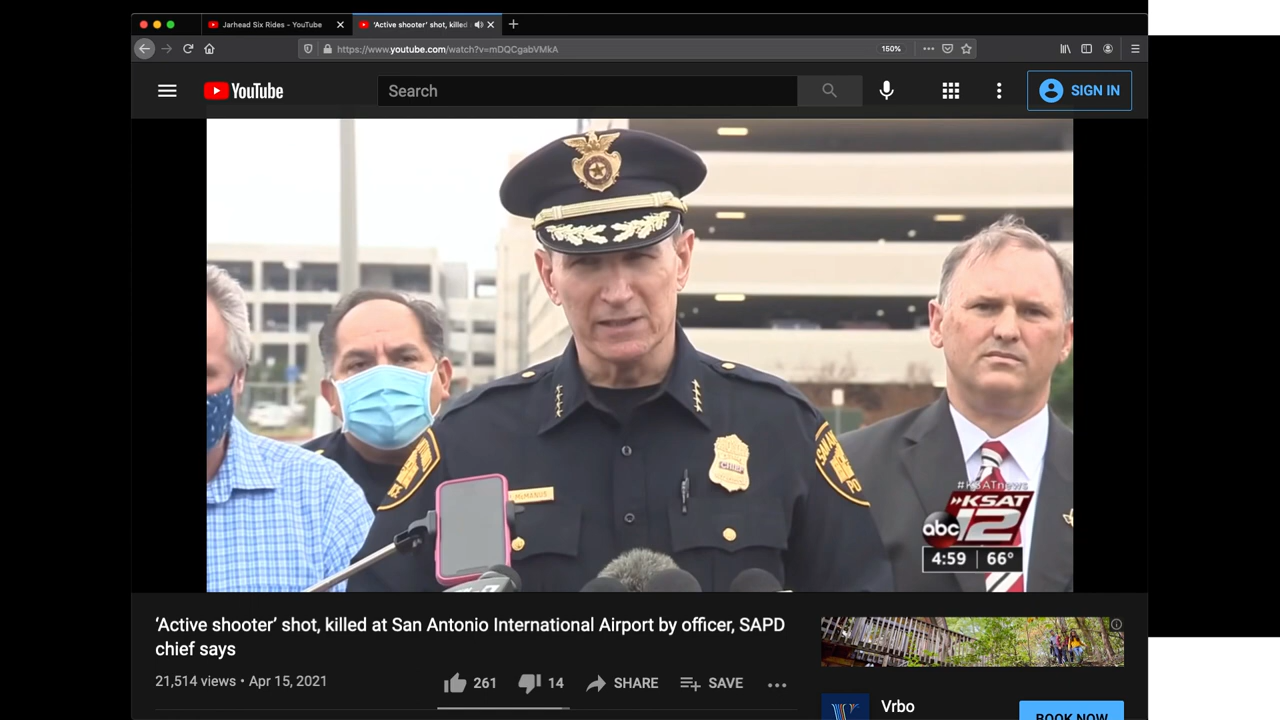 Jarhead Six Rides - YouTube
'Active shooter' shot, killed
https://www.youtube.com/watch?v=mDQCgabVMkA
150%
YouTube
Search
SIGN IN
CHIEF
McMANUS
PD
#KSATnews
KSAT
abc 12
4:59 66°
‘Active shooter’ shot, killed at San Antonio International Airport by officer, SAPD
chief says
21,514 views • Apr 15, 2021
261
14
SHARE
SAVE
Vrbo
BOOK NOW